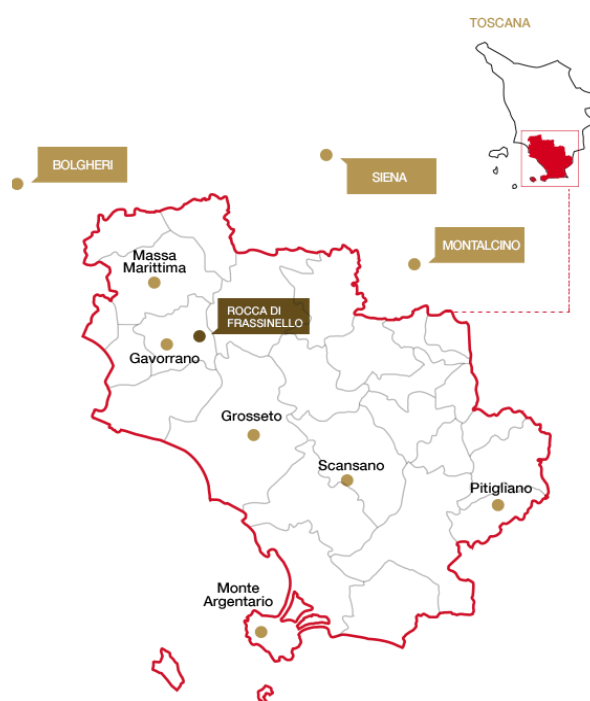 TOSCANA
BOLGHERI
SIENA
MONTALCINO
Massa
Marittima
ROCCA DI
FRASSINELLO
Gavorrano
Grosseto
Scansano
Pitigliano
Monte
Argentario